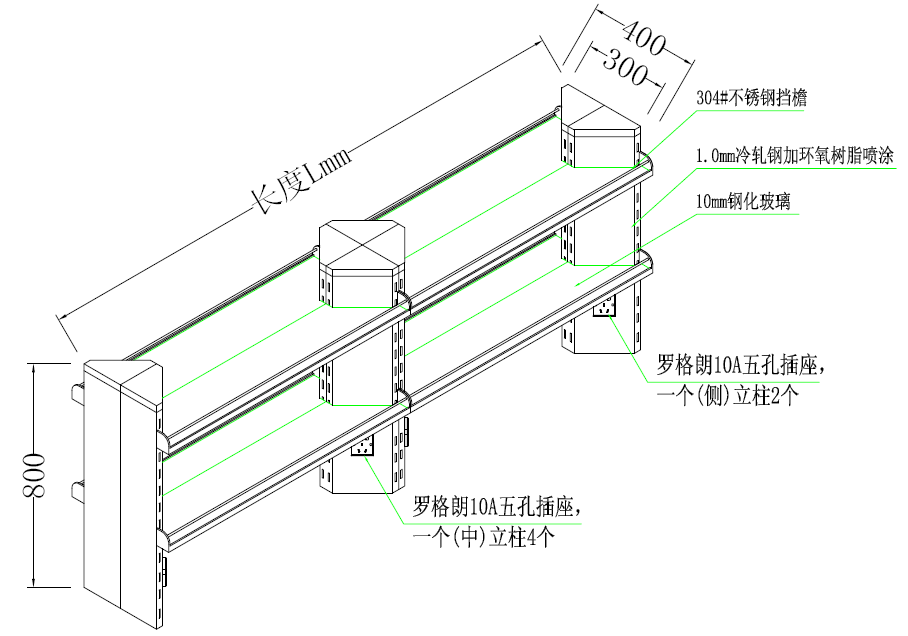 400
300
304#不锈钢挡檐
1.0mm冷轧钢加环氧树脂喷涂
长度Lmm
10mm钢化玻璃
罗格朗10A五孔插座,
一个(侧)立柱2个
800
罗格朗10A五孔插座,
一个(中)立柱4个